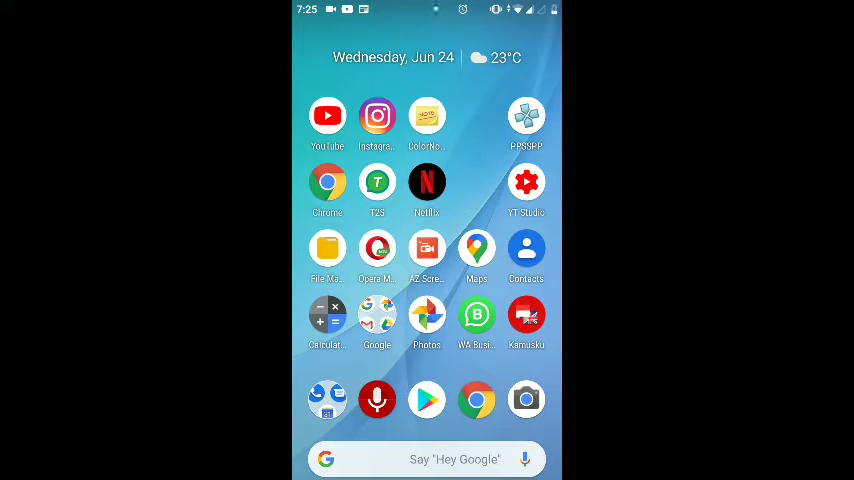 7:25
Wednesday, Jun 24 23°C
YouTube Instagra.. ColorNo.. PPSSPP
Chrome T2S Netflix YT Studio
File Ma.. Opera M.. AZ Scre.. Maps Contacts
Calculat.. Google Photos WA Busi.. Kamusku
Say "Hey Google"